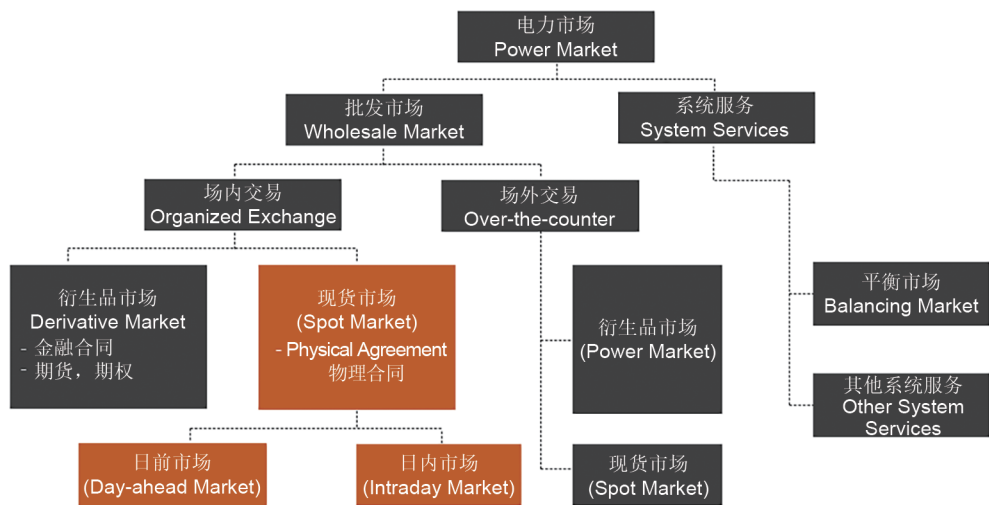 电力市场
Power Market
批发市场
Wholesale Market
系统服务
System Services
场内交易
Organized Exchange
场外交易
Over-the-counter
衍生品市场
Derivative Market
- 金融合同
- 期货，期权
现货市场
(Spot Market)
- Physical Agreement
物理合同
衍生品市场
(Power Market)
平衡市场
Balancing Market
其他系统服务
Other System
Services
日前市场
(Day-ahead Market)
日内市场
(Intraday Market)
现货市场
(Spot Market)